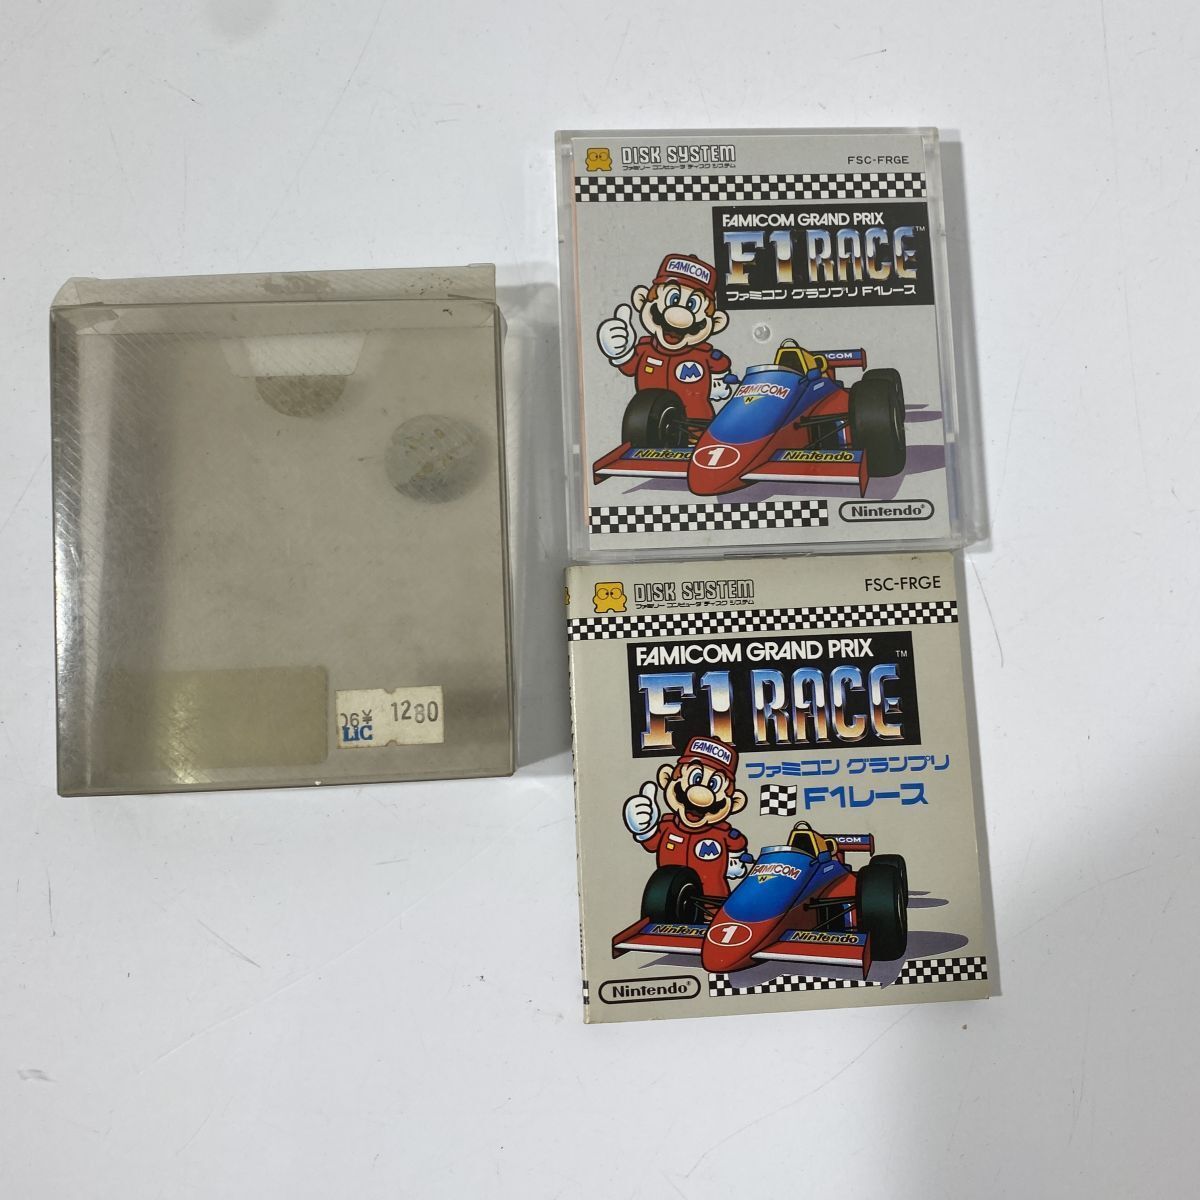 06¥ 1280
LIC
DISK SYSTEM
ファミリー コンピュータ ディスク システム
FSC-FRGE
FAMICOM GRAND PRIX
F1 RACE™
ファミコン グランプリ F1レース
FAMICOM
M
FAMICOM
N
Nintendo
1
Nintendo
Nintendo®
DISK SYSTEM
ファミリー コンピュータ ディスク システム
FSC-FRGE
FAMICOM GRAND PRIX
F1 RACE™
ファミコン グランプリ
F1レース
FAMICOM
M
FAMICOM
N
Nintendo
1
Nintendo
Nintendo®